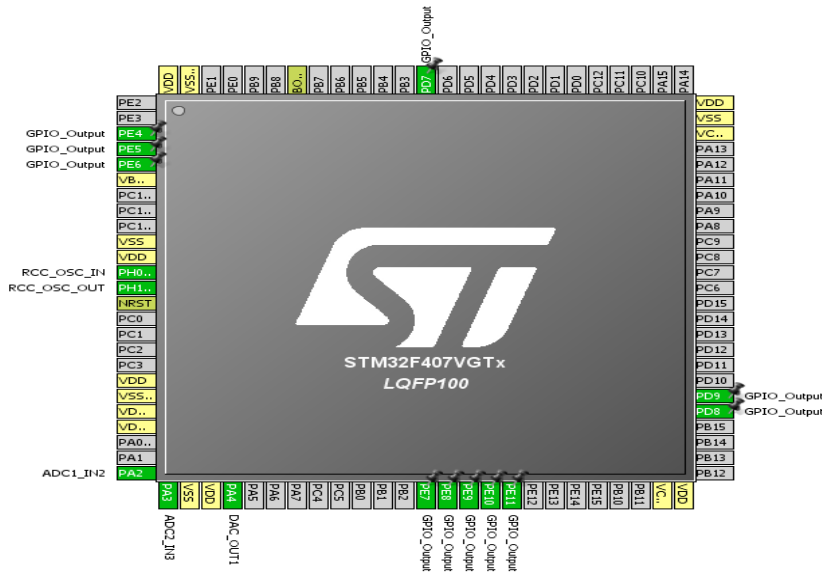 GPIO_Output
VDD VSS.. PE1 PE0 PB9 PB8 BO.. PB7 PB6 PB5 PB4 PB3 PD7 PD6 PD5 PD4 PD3 PD2 PD1 PD0 PC12 PC11 PC10 PA15 PA14
PE2
PE3
GPIO_Output PE4
GPIO_Output PE5
GPIO_Output PE6
VB..
PC1..
PC1..
PC1..
VSS
VDD
RCC_OSC_IN PH0..
RCC_OSC_OUT PH1..
NRST
PC0
PC1
PC2
PC3
VDD
VSS..
VD..
VD..
PA0..
PA1
ADC1_IN2 PA2
ST
STM32F407VGTx
LQFP100
VDD
VSS
VC..
PA13
PA12
PA11
PA10
PA9
PA8
PC9
PC8
PC7
PC6
PD15
PD14
PD13
PD12
PD11
PD10
PD9 GPIO_Output
PD8 GPIO_Output
PB15
PB14
PB13
PB12
PA3 VSS VDD PA4 PA5 PA6 PA7 PC4 PC5 PB0 PB1 PB2 PE7 PE8 PE9 PE10 PE11 PE12 PE13 PE14 PE15 PB10 PB11 VC.. VDD
ADC2_IN3 DAC_OUT1 GPIO_Output GPIO_Output GPIO_Output GPIO_Output GPIO_Output